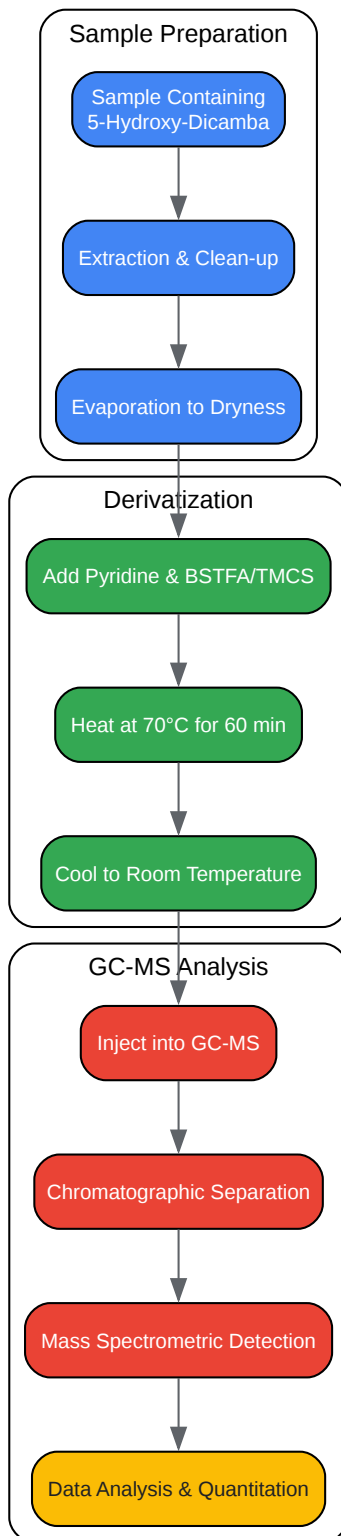 Sample Preparation
Sample Containing
5-Hydroxy-Dicamba
Extraction & Clean-up
Evaporation to Dryness
Derivatization
Add Pyridine & BSTFA/TMCS
Heat at 70°C for 60 min
Cool to Room Temperature
GC-MS Analysis
Inject into GC-MS
Chromatographic Separation
Mass Spectrometric Detection
Data Analysis & Quantitation